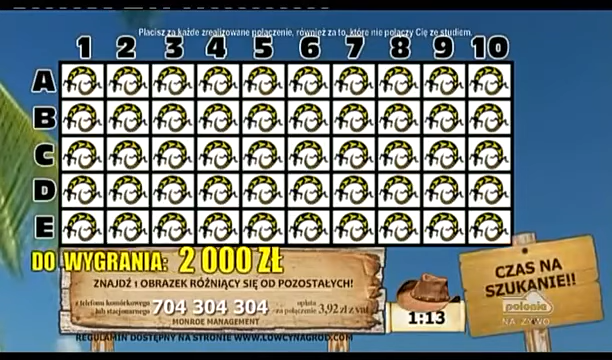 Płacisz za każde zrealizowane połączenie, również za to, które nie połączy Cię ze studiem.
1 2 3 4 5 6 7 8 9 10
A
B
C
D
E
DO WYGRANIA: 2 000 ZŁ
ZNAJDŹ 1 OBRAZEK RÓŻNIĄCY SIĘ OD POZOSTAŁYCH!
z telefonu komórkowego lub stacjonarnego 704 304 304 opłata za połączenie 3,92 zł z vat
MONROE MANAGEMENT
REGULAMIN DOSTĘPNY NA STRONIE WWW.LOWCYNAGROD.COM
1:13
CZAS NA
SZUKANIE!!
polonia
NA ŻYWO